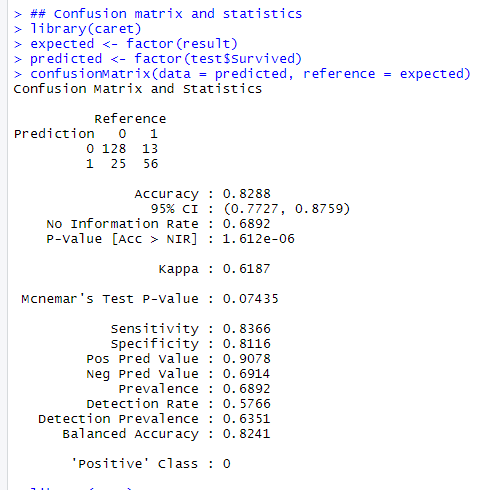 > ## Confusion matrix and statistics
> library(caret)
> expected <- factor(result)
> predicted <- factor(test$Survived)
> confusionMatrix(data = predicted, reference = expected)
Confusion Matrix and Statistics
Reference
Prediction 0 1
0 128 13
1 25 56
Accuracy : 0.8288
95% CI : (0.7727, 0.8759)
No Information Rate : 0.6892
P-Value [Acc > NIR] : 1.612e-06
Kappa : 0.6187
Mcnemar's Test P-Value : 0.07435
Sensitivity : 0.8366
Specificity : 0.8116
Pos Pred Value : 0.9078
Neg Pred Value : 0.6914
Prevalence : 0.6892
Detection Rate : 0.5766
Detection Prevalence : 0.6351
Balanced Accuracy : 0.8241
'Positive' Class : 0